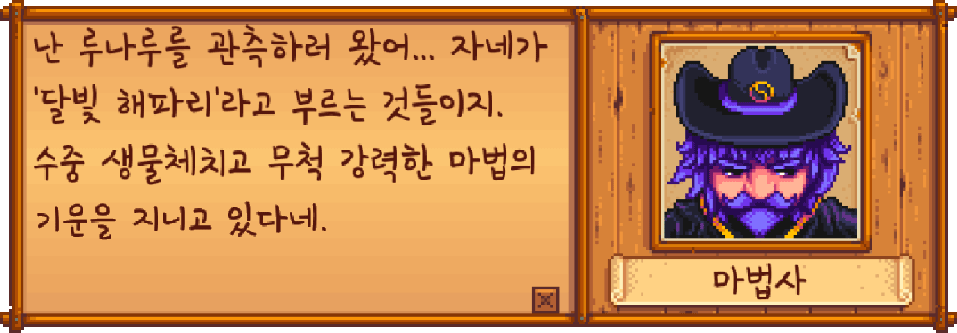 난 루나루를 관측하러 왔어... 자네가
'달빛 해파리'라고 부르는 것들이지.
수중 생물체치고 무척 강력한 마법의
기운을 지니고 있다네.
마법사